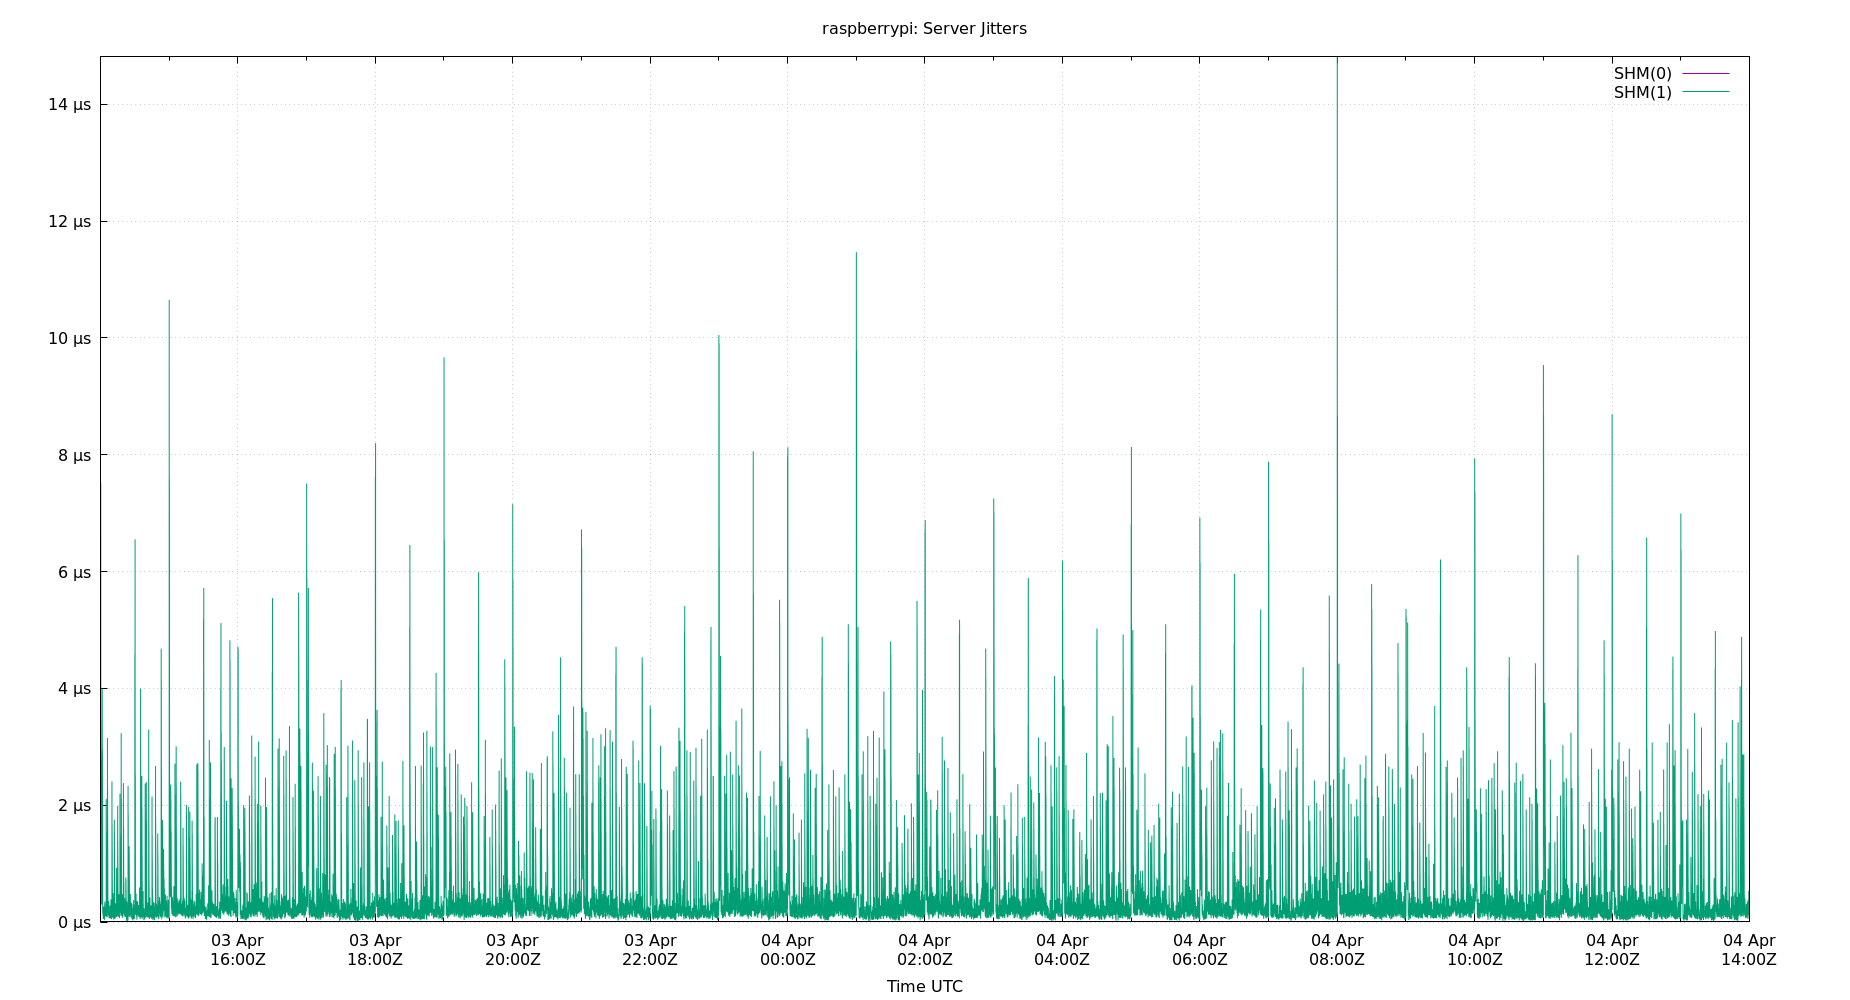 raspberrypi: Server Jitters
SHM(0)
SHM(1)
14 µs
12 µs
10 µs
8 µs
6 µs
4 µs
2 µs
0 µs
03 Apr
16:00Z
03 Apr
18:00Z
03 Apr
20:00Z
03 Apr
22:00Z
04 Apr
00:00Z
04 Apr
02:00Z
04 Apr
04:00Z
04 Apr
06:00Z
04 Apr
08:00Z
04 Apr
10:00Z
04 Apr
12:00Z
04 Apr
14:00Z
Time UTC